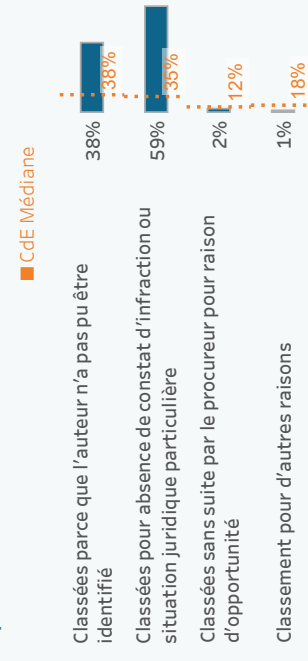 CdE Médiane
Classées parce que l'auteur n'a pas pu être
identifié
38%
38%
Classées pour absence de constat d'infraction ou
situation juridique particulière
59%
35%
Classées sans suite par le procureur pour raison
d'opportunité
2%
12%
Classement pour d'autres raisons
1%
18%